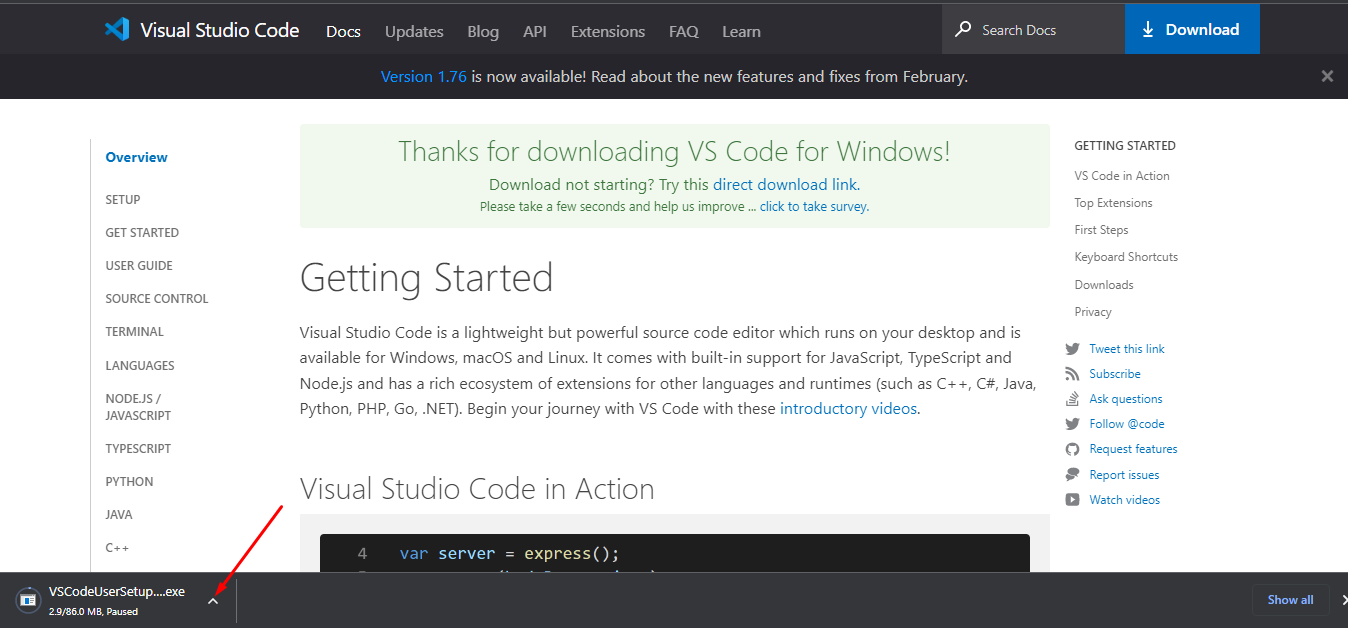 Visual Studio Code Docs Updates Blog API Extensions FAQ Learn Search Docs Download
Version 1.76 is now available! Read about the new features and fixes from February.
Overview
SETUP
GET STARTED
USER GUIDE
SOURCE CONTROL
TERMINAL
LANGUAGES
NODE.JS /
JAVASCRIPT
TYPESCRIPT
PYTHON
JAVA
C++
Thanks for downloading VS Code for Windows!
Download not starting? Try this direct download link.
Please take a few seconds and help us improve ... click to take survey.
Getting Started
Visual Studio Code is a lightweight but powerful source code editor which runs on your desktop and is
available for Windows, macOS and Linux. It comes with built-in support for JavaScript, TypeScript and
Node.js and has a rich ecosystem of extensions for other languages and runtimes (such as C++, C#, Java,
Python, PHP, Go, .NET). Begin your journey with VS Code with these introductory videos.
Visual Studio Code in Action
4 var server = express();
GETTING STARTED
VS Code in Action
Top Extensions
First Steps
Keyboard Shortcuts
Downloads
Privacy
Tweet this link
Subscribe
Ask questions
Follow @code
Request features
Report issues
Watch videos
VSCodeUserSetup....exe
2.9/86.0 MB, Paused
Show all